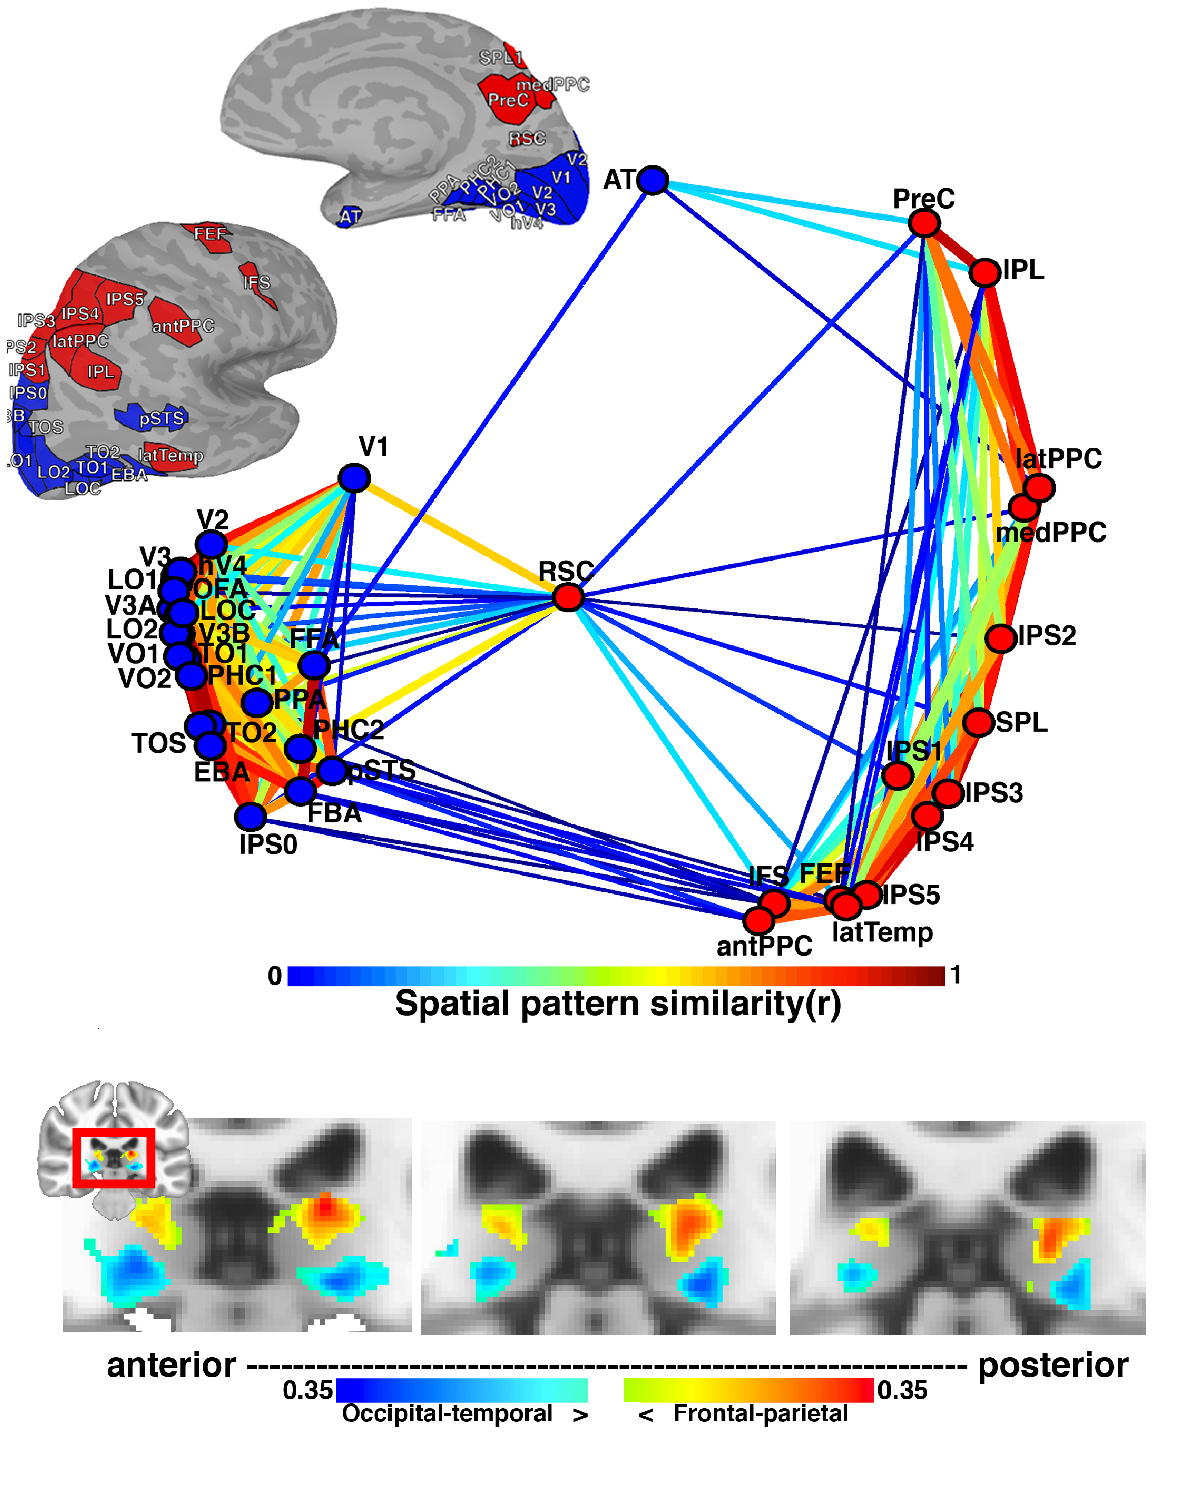 SPL1
medPPC
PreC
RSC
V2
V1
PHC2
PHC1
PPA
VO2
V2
VO1
V3
FFA
hV4
AT
FEF
IFS
IPS5
IPS4
IPS3
antPPC
latPPC
PS2
IPS1
IPL
IPS0
3B
TOS
pSTS
TO2
latTemp
LO1
LO2
TO1
EBA
LOC
AT
PreC
IPL
latPPC
medPPC
V1
V2
V3
hV4
LO1
OFA
V3A
LOC
LO2
V3B
FFA
RSC
IPS2
VO1
TO1
VO2
PHC1
PPA
SPL
TOS
TO2
PHC2
IPS1
EBA
pSTS
IPS3
FBA
IPS4
IPS0
IFS
FEF
IPS5
antPPC
latTemp
0
1
Spatial pattern similarity(r)
anterior ------------------------------------------------ posterior
0.35
0.35
Occipital-temporal >
< Frontal-parietal